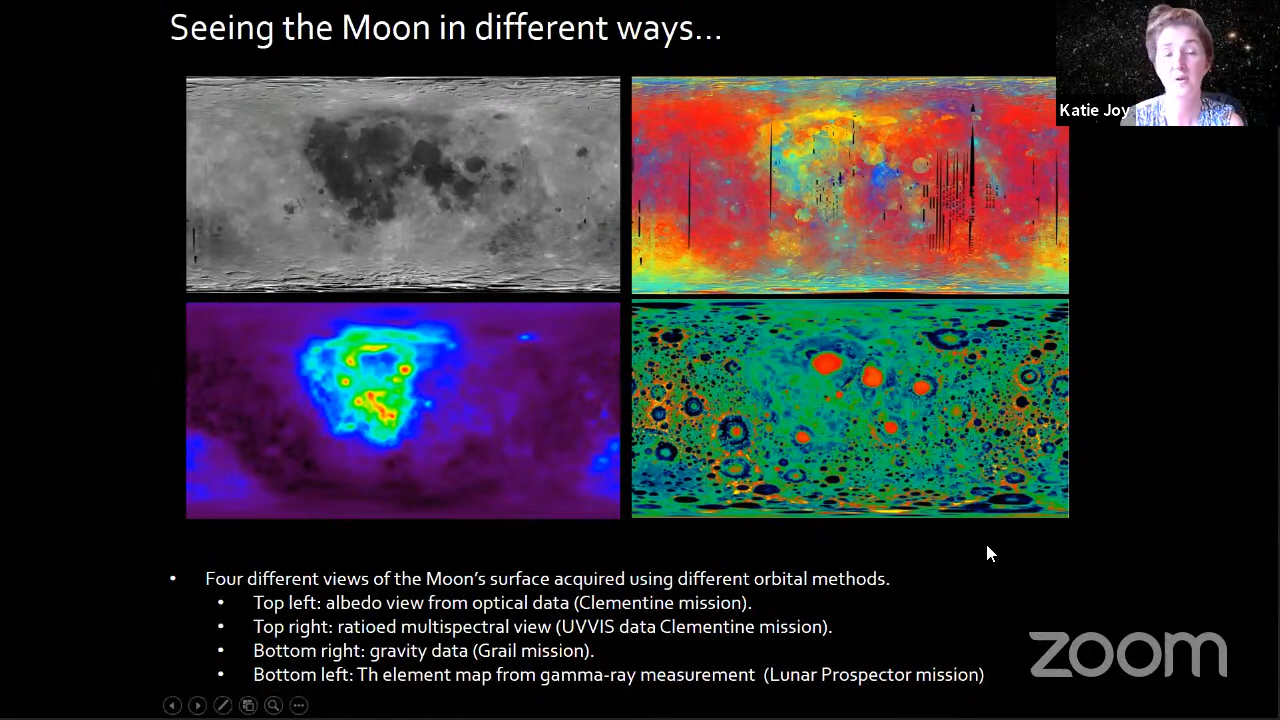 Seeing the Moon in different ways...
Katie Joy
• Four different views of the Moon's surface acquired using different orbital methods.
• Top left: albedo view from optical data (Clementine mission).
• Top right: ratioed multispectral view (UVVIS data Clementine mission).
• Bottom right: gravity data (Grail mission).
• Bottom left: Th element map from gamma-ray measurement (Lunar Prospector mission)
zoom